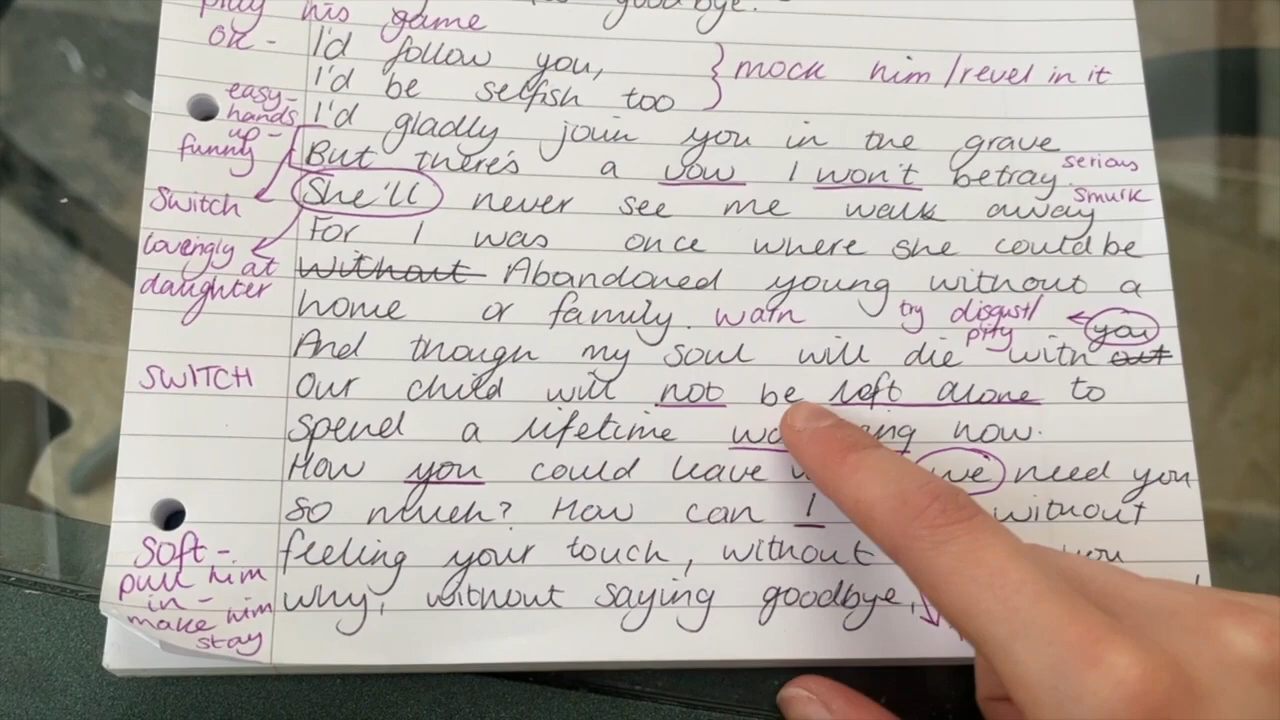 play his game goodbye.
ok - I'd follow you,
I'd be selfish too } mock him/revel in it
easy-
hands
up-
funny
I'd gladly join you in the grave
But there's a vow I won't betray. serious
smurk
Switch
She'll never see me walk away
lovingly at
daughter
For I was once where she could be
Without Abandoned young without a
home or family. warn try disgust/
pity
you
And though my soul will die with out
SWITCH
our child will not be left alone to
spend a lifetime now.
How you could leave we need you
so much? How can I without
Soft-
pull him
in-
make him
stay
feeling your touch, without
why, without saying goodbye,